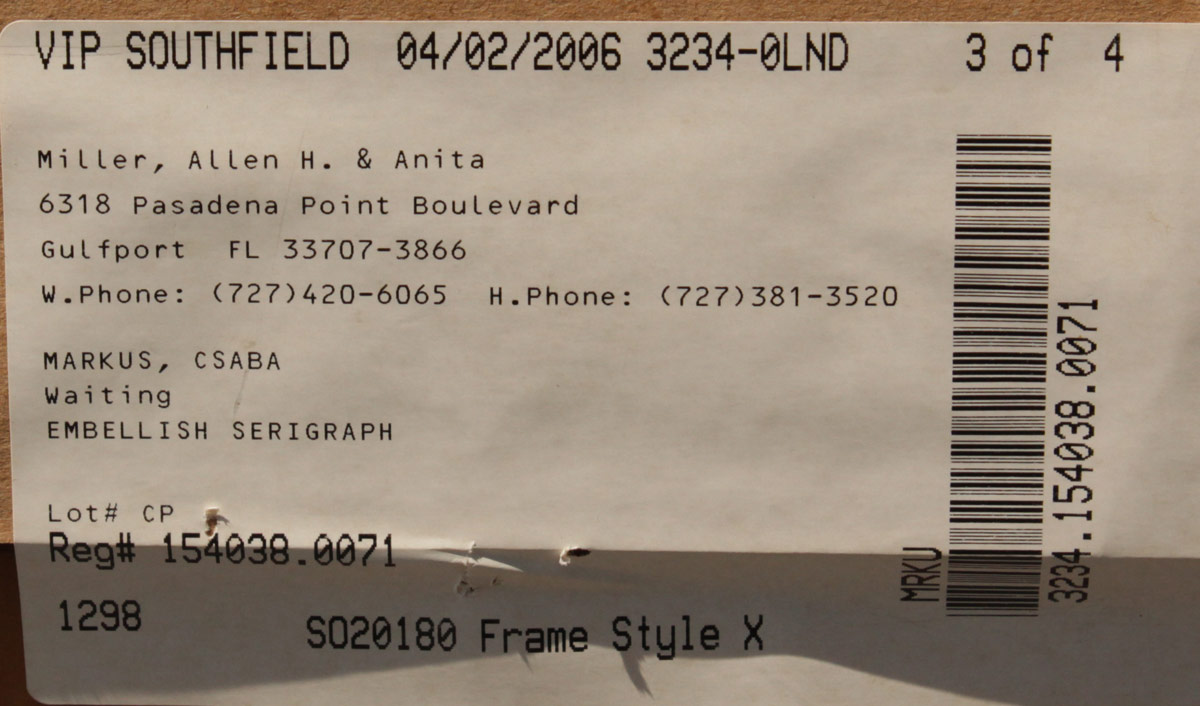 VIP SOUTHFIELD 04/02/2006 3234-0LND 3 of 4
Miller, Allen H. & Anita
6318 Pasadena Point Boulevard
Gulfport FL 33707-3866
W.Phone: (727)420-6065 H.Phone: (727)381-3520
MARKUS, CSABA
Waiting
EMBELLISH SERIGRAPH
Lot# CP
Reg# 154038.0071
1298
SO20180 Frame Style X
MRKU
3234.154038.0071